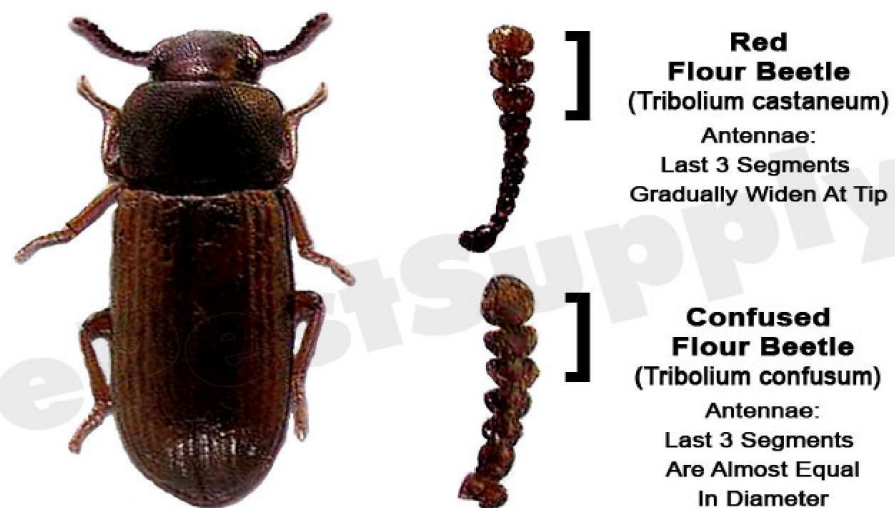 Red
Flour Beetle
(Tribolium castaneum)
Antennae:
Last 3 Segments
Gradually Widen At Tip
Confused
Flour Beetle
(Tribolium confusum)
Antennae:
Last 3 Segments
Are Almost Equal
In Diameter
ePestSupply